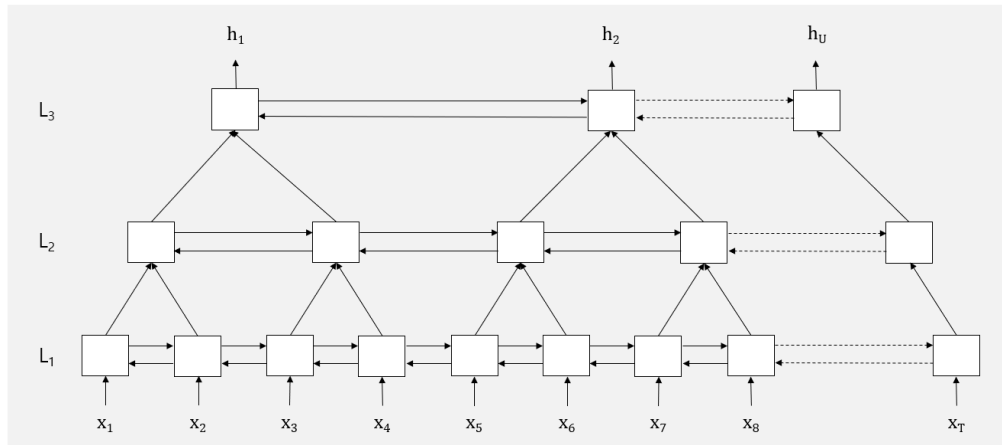 h₁ h₂ hU
L₃
L₂
L₁
x₁ x₂ x₃ x₄ x₅ x₆ x₇ x₈ xT